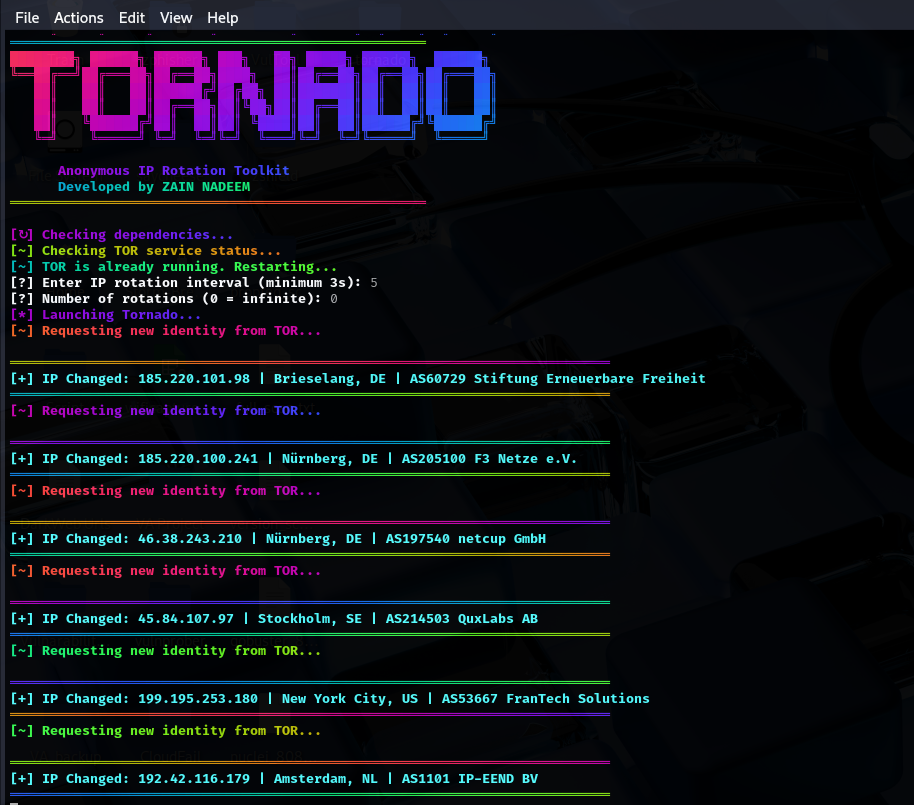 File Actions Edit View Help
TORNADO
Anonymous IP Rotation Toolkit
Developed by ZAIN NADEEM
[↻] Checking dependencies...
[~] Checking TOR service status...
[~] TOR is already running. Restarting...
[?] Enter IP rotation interval (minimum 3s): 5
[?] Number of rotations (0 = infinite): 0
[*] Launching Tornado...
[~] Requesting new identity from TOR...
[+] IP Changed: 185.220.101.98 | Brieselang, DE | AS60729 Stiftung Erneuerbare Freiheit
[~] Requesting new identity from TOR...
[+] IP Changed: 185.220.100.241 | Nürnberg, DE | AS205100 F3 Netze e.V.
[~] Requesting new identity from TOR...
[+] IP Changed: 46.38.243.210 | Nürnberg, DE | AS197540 netcup GmbH
[~] Requesting new identity from TOR...
[+] IP Changed: 45.84.107.97 | Stockholm, SE | AS214503 QuxLabs AB
[~] Requesting new identity from TOR...
[+] IP Changed: 199.195.253.180 | New York City, US | AS53667 FranTech Solutions
[~] Requesting new identity from TOR...
[+] IP Changed: 192.42.116.179 | Amsterdam, NL | AS1101 IP-EEND BV